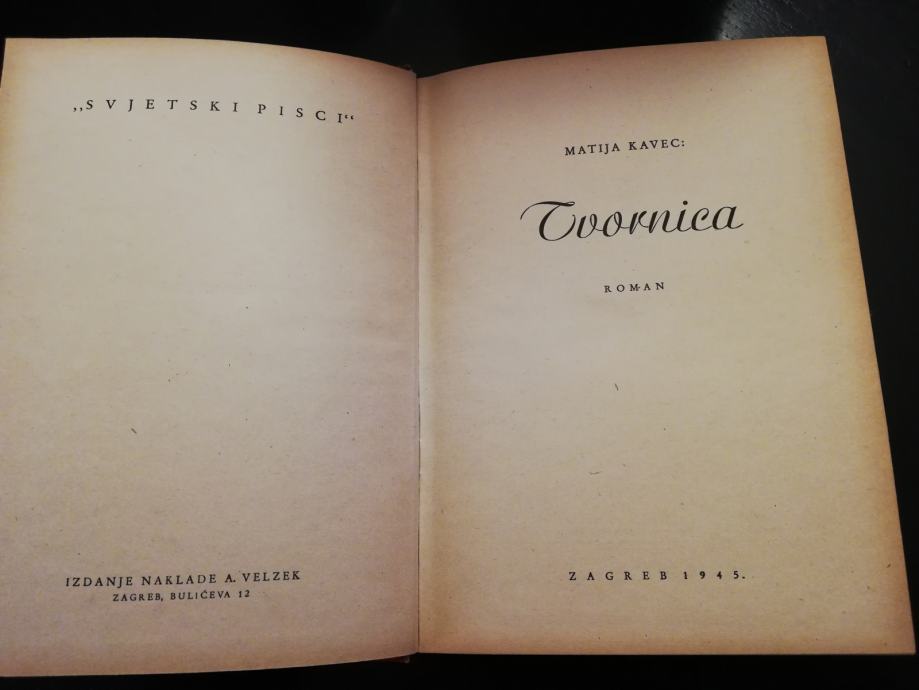 „SVJETSKI PISCI“
IZDANJE NAKLADE A. VELZEK
ZAGREB, BULIĆEVA 12
MATIJA KAVEC:
Tvornica
ROMAN
ZAGREB 1945.